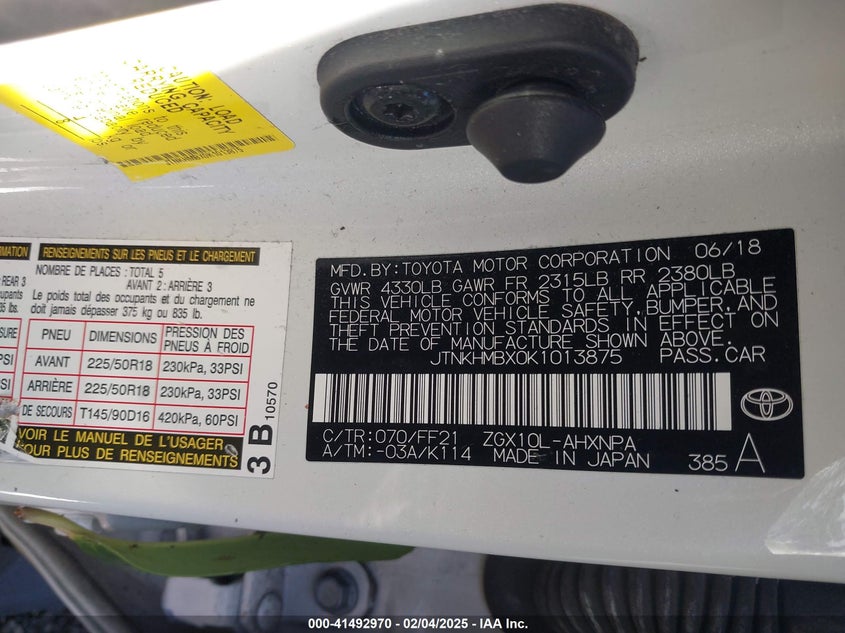 CAUTION: LOAD
CARRYING CAPACITY
REDUCED
RENSEIGNEMENTS SUR LES PNEUS ET LE CHARGEMENT
NOMBRE DE PLACES : TOTAL 5
AVANT 2 : ARRIÈRE 3
Le poids total des occupants et du chargement ne
doit jamais dépasser 375 kg ou 835 lb.
PNEU DIMENSIONS PRESSION DES PNEUS À FROID
AVANT 225/50R18 230kPa, 33PSI
ARRIÈRE 225/50R18 230kPa, 33PSI
DE SECOURS T145/90D16 420kPa, 60PSI
VOIR LE MANUEL DE L'USAGER
POUR PLUS DE RENSEIGNEMENTS
3B 10570
MFD.BY:TOYOTA MOTOR CORPORATION 06/18
GVWR 4330LB GAWR FR 2315LB RR 2380LB
THIS VEHICLE CONFORMS TO ALL APPLICABLE
FEDERAL MOTOR VEHICLE SAFETY,BUMPER,AND
THEFT PREVENTION STANDARDS IN EFFECT ON
THE DATE OF MANUFACTURE SHOWN ABOVE.
JTNKHMBX0K1013875 PASS.CAR
C/TR:070/FF21 ZGX10L-AHXNPA
A/TM:-03A/K114 MADE IN JAPAN 385 A
TOYOTA
000-41492970 - 02/04/2025 - IAA Inc.